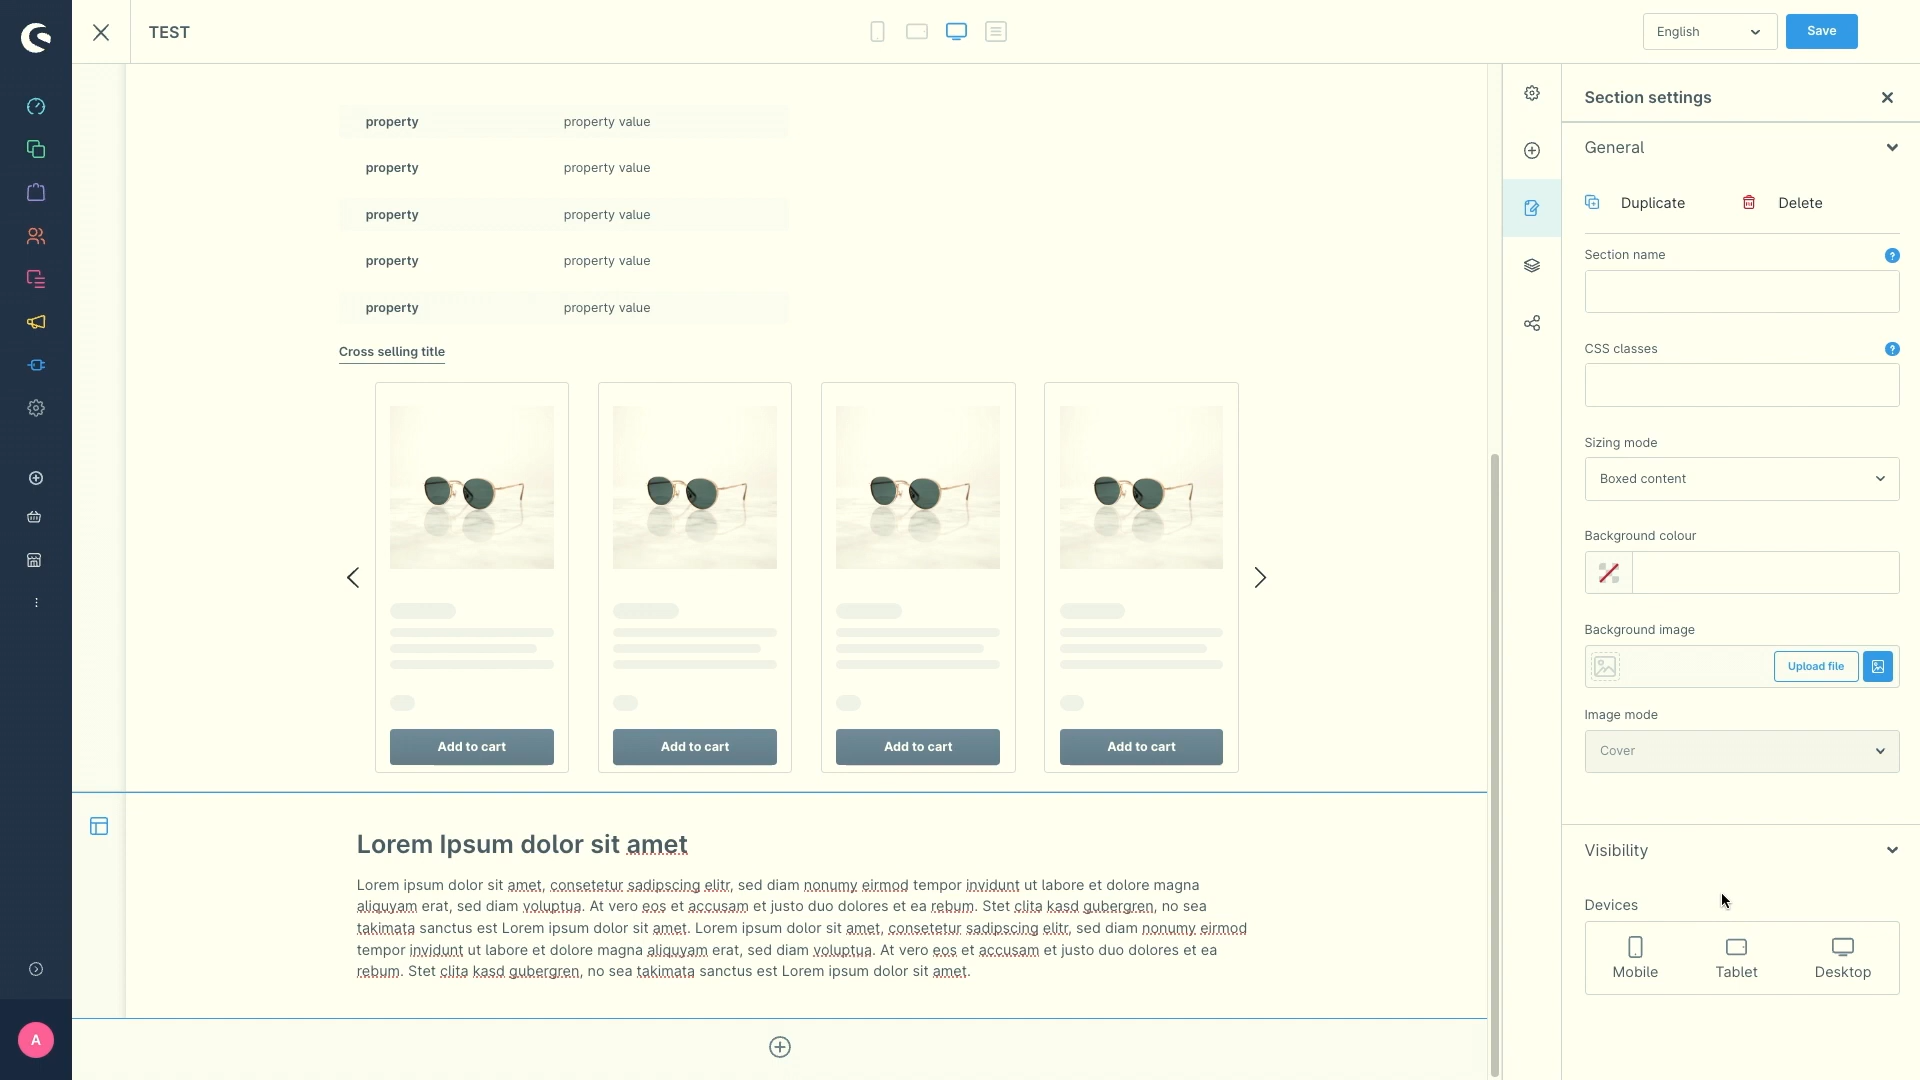 TEST
English
Save
property property value
property property value
property property value
property property value
property property value
Cross selling title
Add to cart
Add to cart
Add to cart
Add to cart
Lorem Ipsum dolor sit amet
Lorem ipsum dolor sit amet, consetetur sadipscing elitr, sed diam nonumy eirmod tempor invidunt ut labore et dolore magna
aliquyam erat, sed diam voluptua. At vero eos et accusam et justo duo dolores et ea rebum. Stet clita kasd gubergren, no sea
takimata sanctus est Lorem ipsum dolor sit amet. Lorem ipsum dolor sit amet, consetetur sadipscing elitr, sed diam nonumy eirmod
tempor invidunt ut labore et dolore magna aliquyam erat, sed diam voluptua. At vero eos et accusam et justo duo dolores et ea
rebum. Stet clita kasd gubergren, no sea takimata sanctus est Lorem ipsum dolor sit amet.
Section settings
General
Duplicate
Delete
Section name
?
CSS classes
?
Sizing mode
Boxed content
Background colour
Background image
Upload file
Image mode
Cover
Visibility
Devices
Mobile
Tablet
Desktop
A